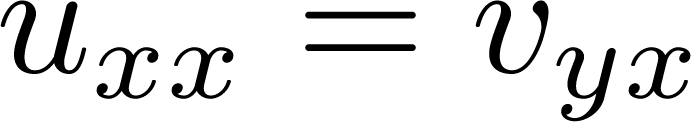 $u_{xx} = v_{yx}$